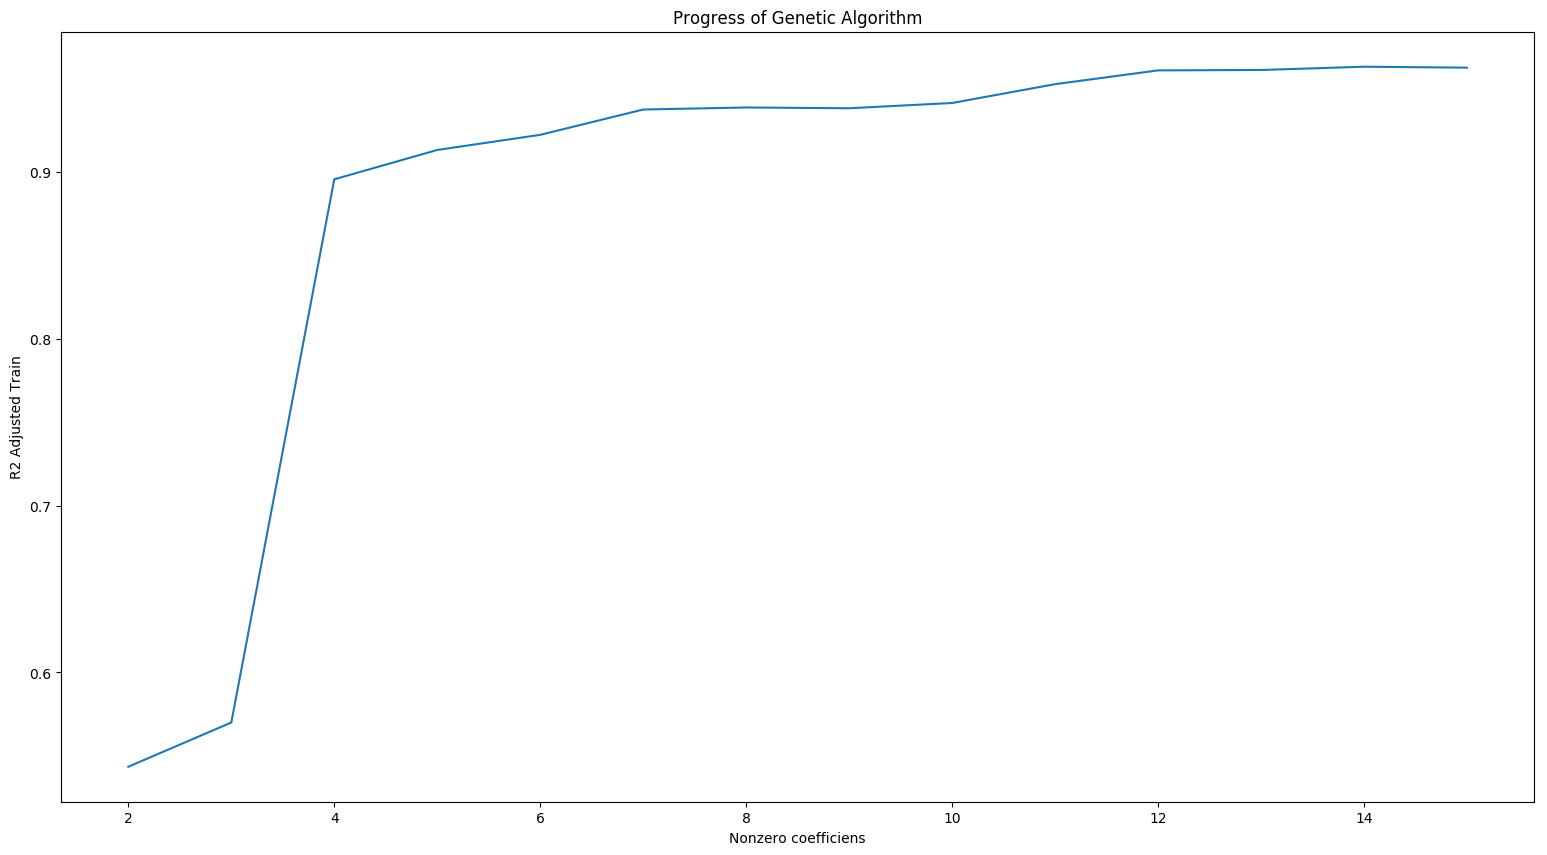 Progress of Genetic Algorithm
R2 Adjusted Train
0.9
0.8
0.7
0.6
2 4 6 8 10 12 14
Nonzero coefficiens